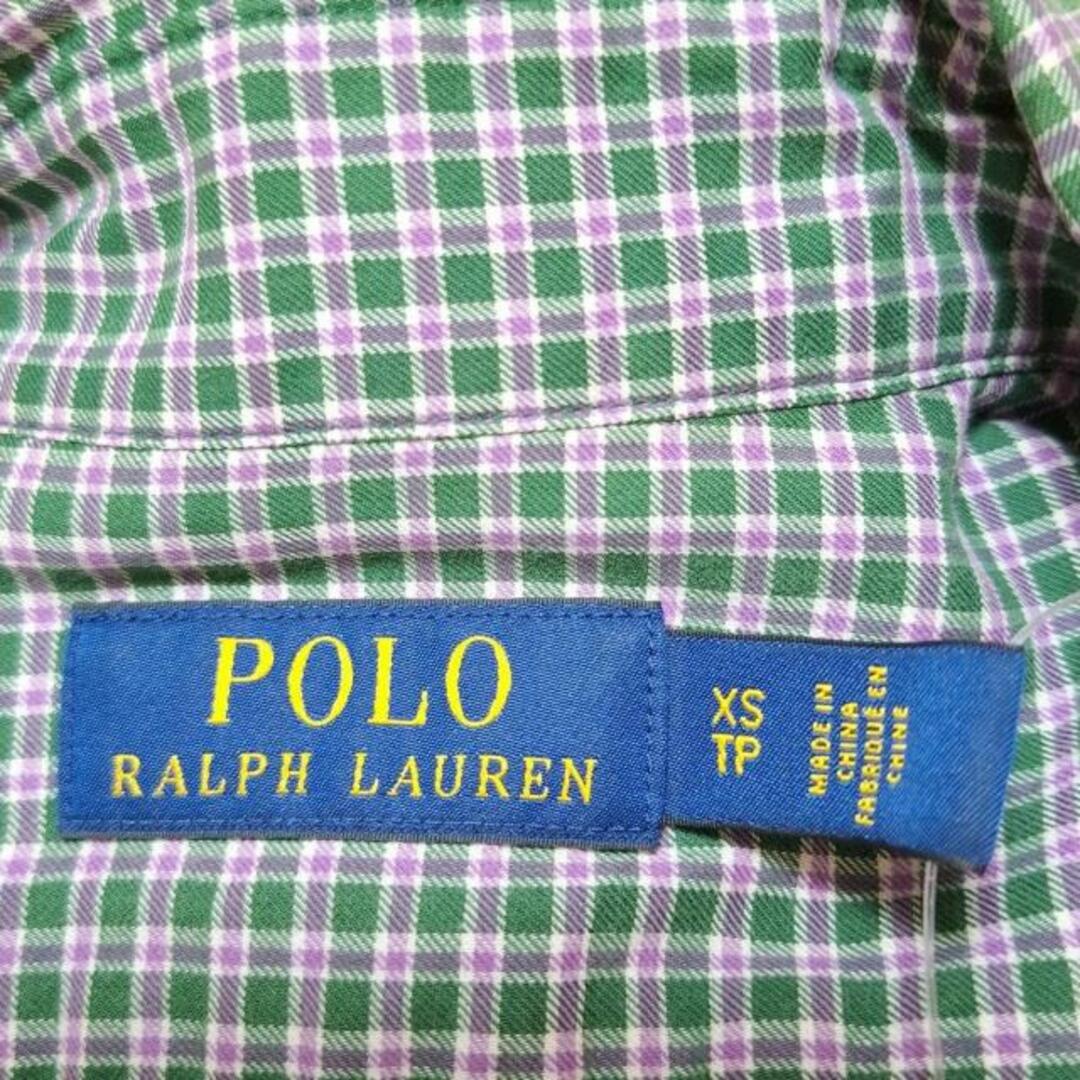 POLO
RALPH LAUREN
XS
TP
MADE IN
CHINA
FABRIQUÉ EN
CHINE